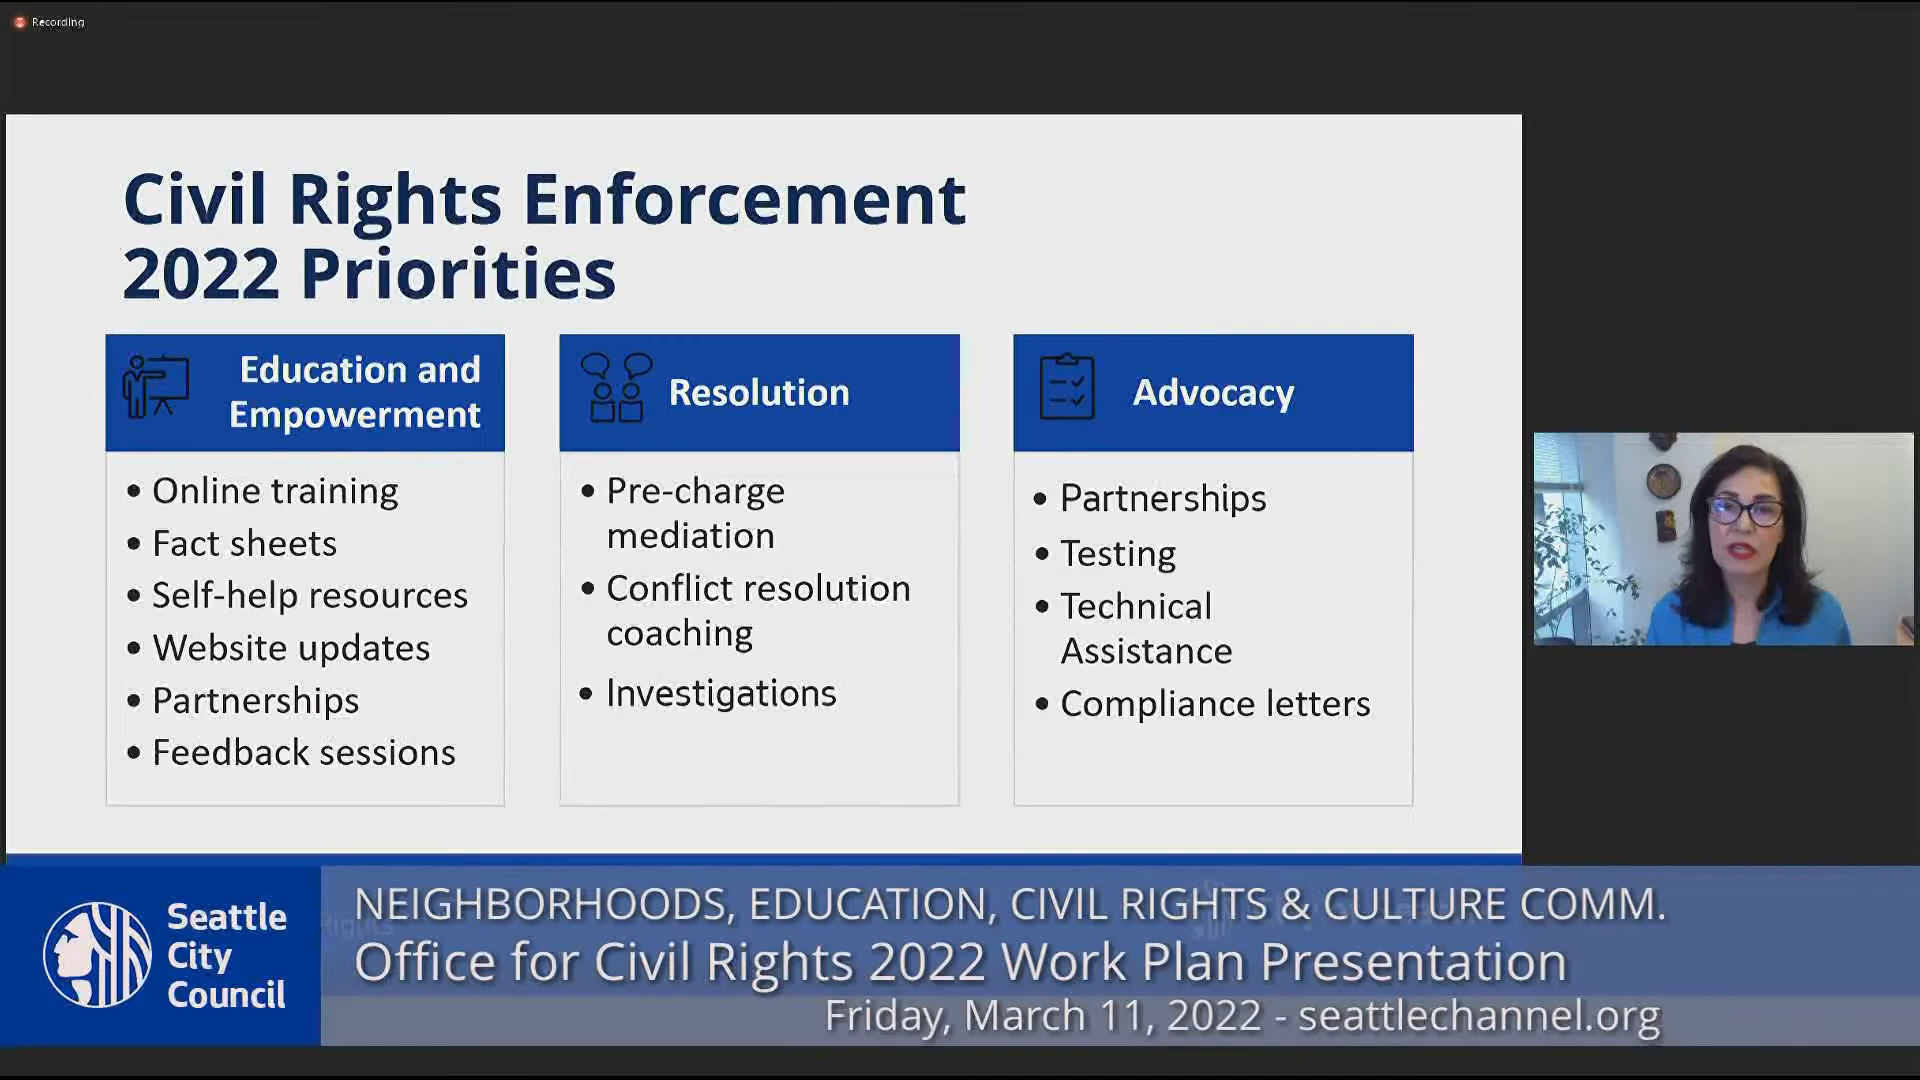 Recording
Civil Rights Enforcement
2022 Priorities
Education and
Empowerment
• Online training
• Fact sheets
• Self-help resources
• Website updates
• Partnerships
• Feedback sessions
Resolution
• Pre-charge
mediation
• Conflict resolution
coaching
• Investigations
Advocacy
• Partnerships
• Testing
• Technical
Assistance
• Compliance letters
Seattle
City
Council
Rights
NEIGHBORHOODS, EDUCATION, CIVIL RIGHTS & CULTURE COMM.
Office for Civil Rights 2022 Work Plan Presentation
Friday, March 11, 2022 - seattlechannel.org